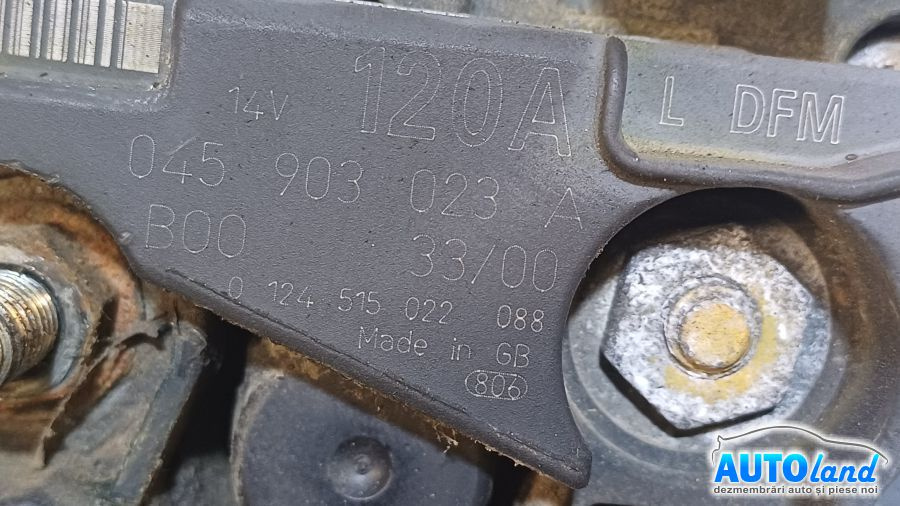 120A L DFM
14V
045 903 023 A
B00 33/00
0 124 515 022 088
Made in GB
806
AUTOland
dezmembrări auto și piese noi